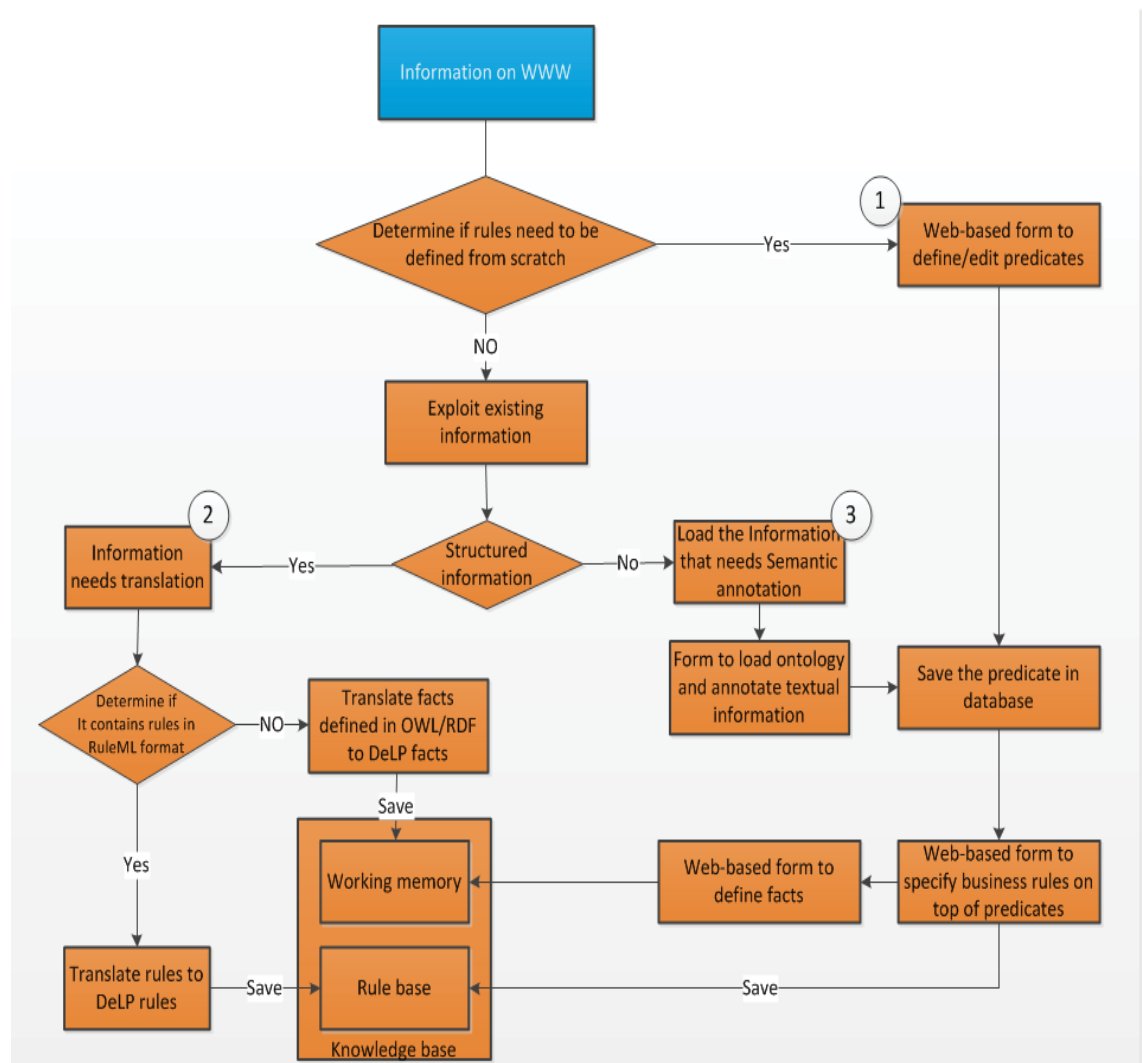 Information on WWW
1
Determine if rules need to be
defined from scratch
Yes
Web-based form to
define/edit predicates
NO
Exploit existing
information
2
3
Information
needs translation
Yes
Structured
information
No
Load the Information
that needs Semantic
annotation
Form to load ontology
and annotate textual
information
Save the predicate in
database
Determine if
It contains rules in
RuleML format
NO
Translate facts
defined in OWL/RDF
to DeLP facts
Save
Yes
Working memory
Web-based form to
define facts
Web-based form to
specify business rules on
top of predicates
Translate rules to
DeLP rules
Save
Rule base
Save
Knowledge base